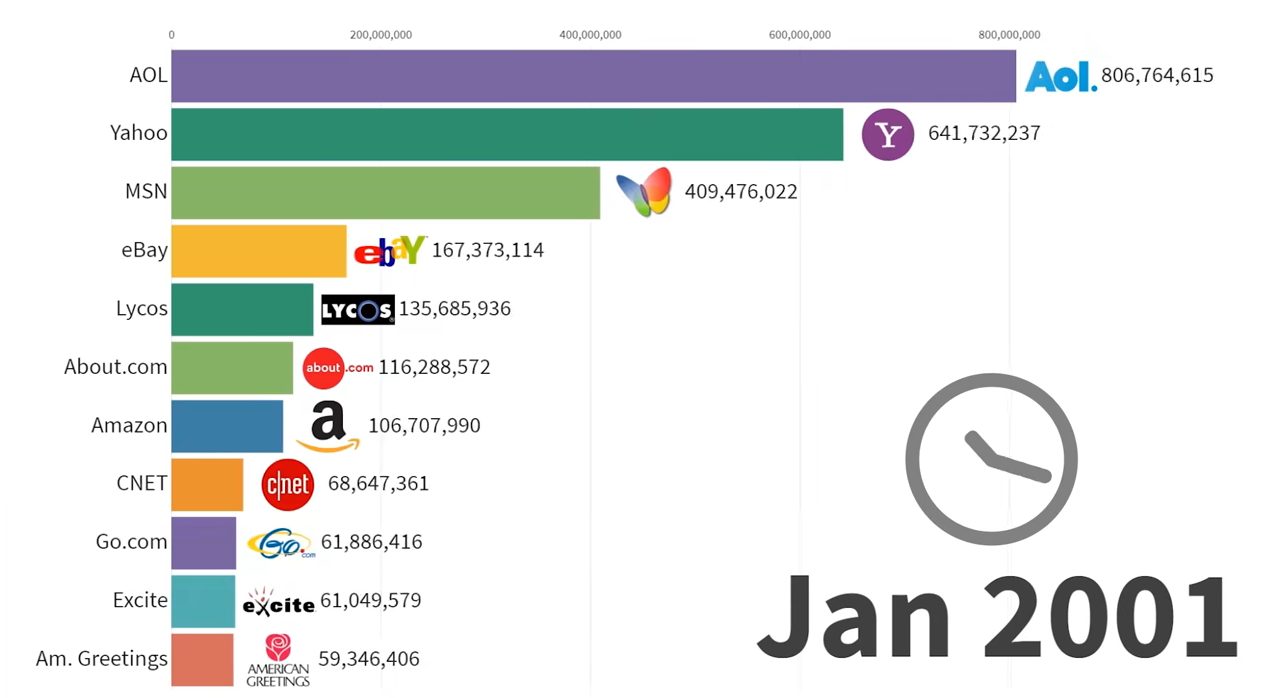 0 200,000,000 400,000,000 600,000,000 800,000,000
AOL Aol. 806,764,615
Yahoo Y 641,732,237
MSN 409,476,022
eBay ebaY 167,373,114
Lycos LYCOS 135,685,936
About.com about.com 116,288,572
Amazon a 106,707,990
CNET c|net 68,647,361
Go.com Go.com 61,886,416
Excite excite 61,049,579
Am. Greetings AMERICAN GREETINGS 59,346,406
Jan 2001